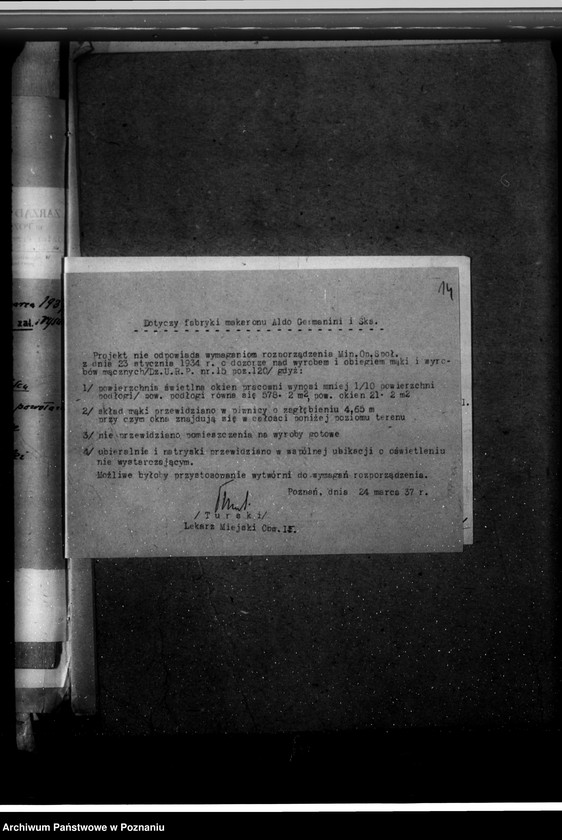 14
Dotyczy fabryki makaronu Aldo Germanini i Ska.
Projekt nie odpowiada wymaganiom rozporządzenia Min.Op.Społ.
z dnia 23 stycznia 1934 r. o dozorze nad wyrobem i obiegiem mąki i wyro-
bów mącznych/Dz.U.R.P. nr.15 poz.120/ gdyż:
1/ powierzchnia świetlna okien pracowni wynosi mniej 1/10 powierzchni
podłogi/ pow. podłogi równa się 578- 2 m2, pow. okien 21- 2 m2
2/ skład mąki przewidziano w piwnicy o zagłębieniu 4,65 m
przy czym okna znajdują się w całości poniżej poziomu terenu
3/ nie przewidziano pomieszczenia na wyroby gotowe
4/ ubieralnie i natryski przewidziano w wspólnej ubikacji o oświetleniu
nie wystarczającym.
Możliwe byłoby przystosowanie wytwórni do wymagań rozporządzenia.
Poznań, dnia 24 marca 37 r.
/ T u r s k i /
Lekarz Miejski Obw. II.
ZARZĄD
marca 193
zał.
Archiwum Państwowe w Poznaniu